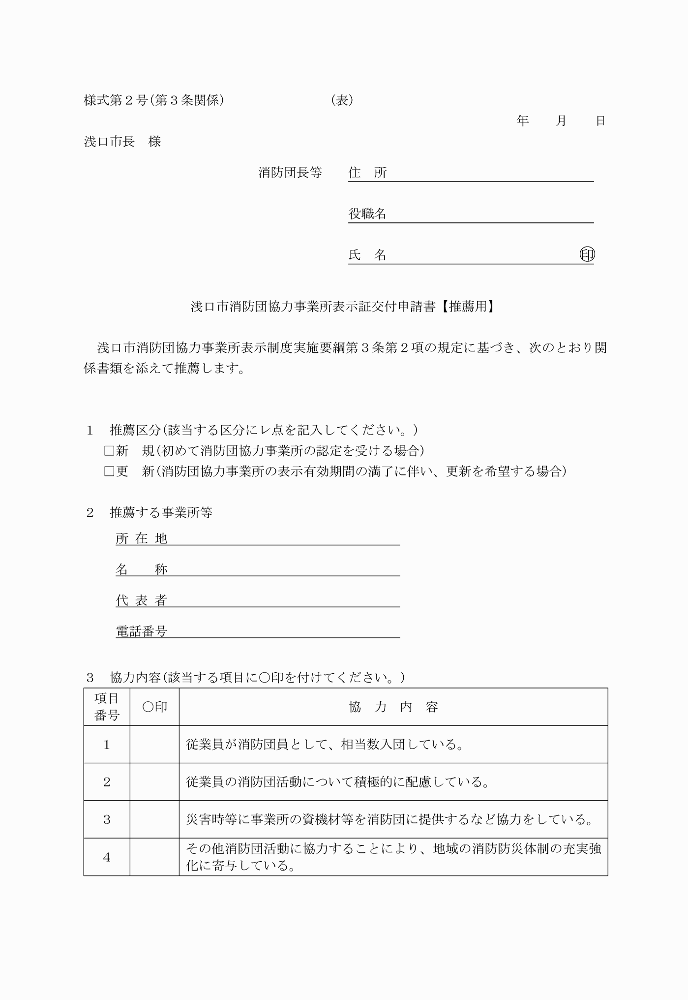 様式第２号(第３条関係)　　　　　　　　(表)
年　　月　　日
浅口市長　様
消防団長等　　住　所
役職名
氏　名　　　　　　　　　　　　　　　㊞
浅口市消防団協力事業所表示証交付申請書【推薦用】
　浅口市消防団協力事業所表示制度実施要綱第３条第２項の規定に基づき、次のとおり関
係書類を添えて推薦します。
１　推薦区分(該当する区分にレ点を記入してください。)
□新　規(初めて消防団協力事業所の認定を受ける場合)
□更　新(消防団協力事業所の表示有効期間の満了に伴い、更新を希望する場合)
２　推薦する事業所等
所在地
名　　称
代表者
電話番号
３　協力内容(該当する項目に〇印を付けてください。)
項目
番号
〇印
協　力　内　容
1
従業員が消防団員として、相当数入団している。
2
従業員の消防団活動について積極的に配慮している。
3
災害時等に事業所の資機材等を消防団に提供するなど協力をしている。
4
その他消防団活動に協力することにより、地域の消防防災体制の充実強
化に寄与している。